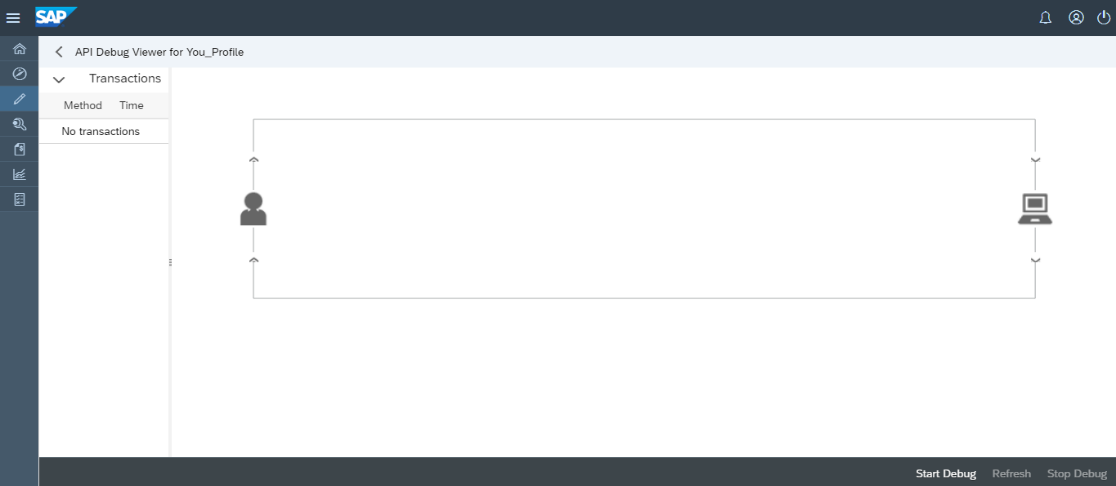 SAP
API Debug Viewer for You_Profile
Transactions
Method Time
No transactions
Start Debug Refresh Stop Debug